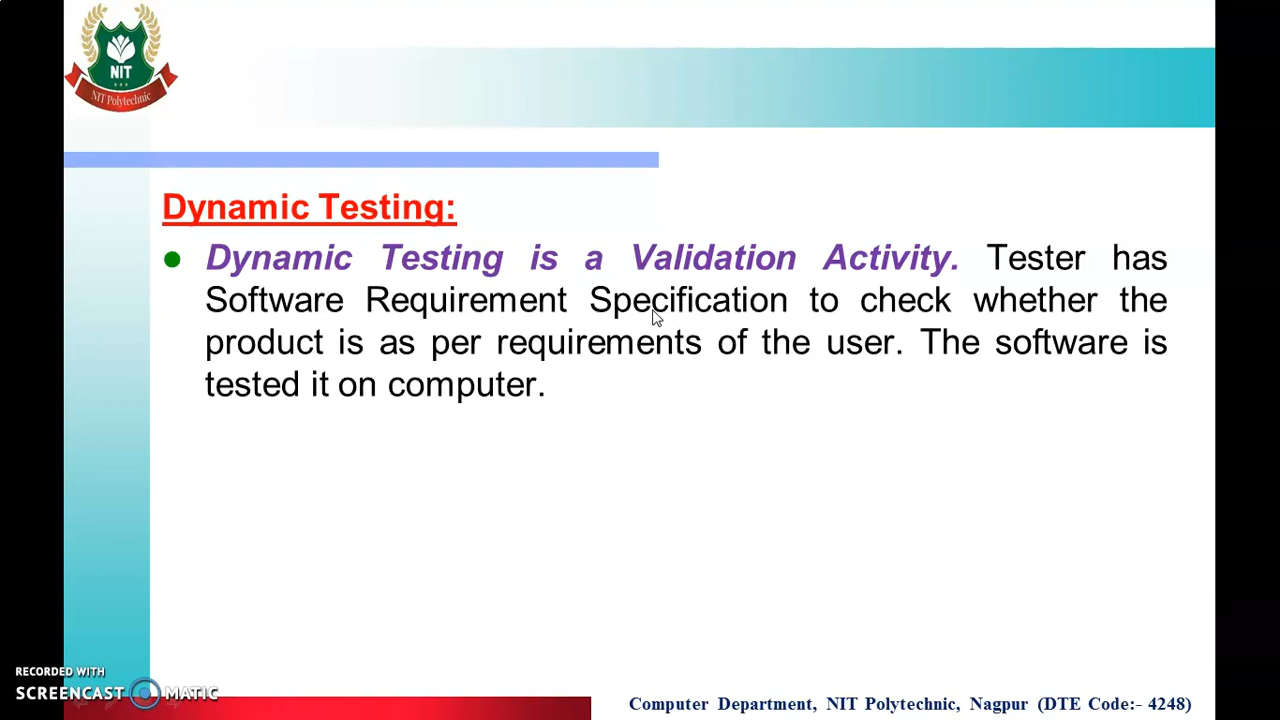 NIT
NIT Polytechnic
Dynamic Testing:
Dynamic Testing is a Validation Activity. Tester has
Software Requirement Specification to check whether the
product is as per requirements of the user. The software is
tested it on computer.
RECORDED WITH
SCREENCAST MATIC
Computer Department, NIT Polytechnic, Nagpur (DTE Code:- 4248)